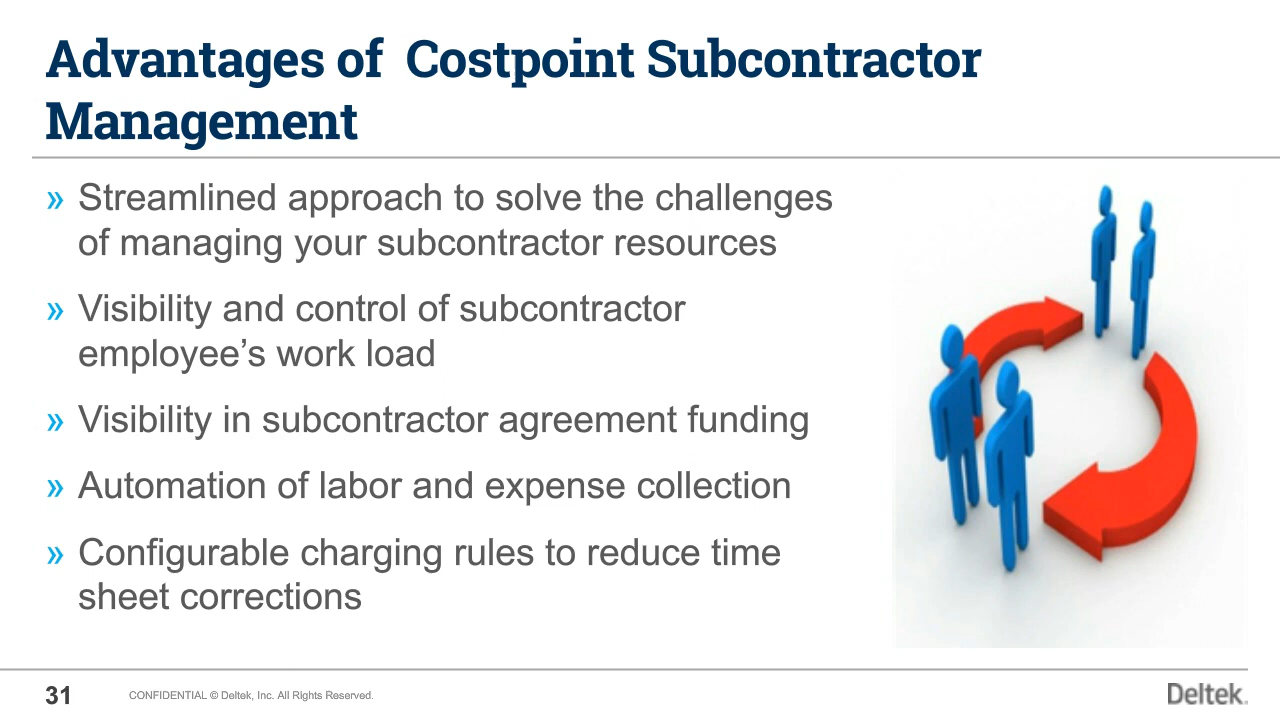 Advantages of Costpoint Subcontractor
Management
» Streamlined approach to solve the challenges
of managing your subcontractor resources
» Visibility and control of subcontractor
employee’s work load
» Visibility in subcontractor agreement funding
» Automation of labor and expense collection
» Configurable charging rules to reduce time
sheet corrections
31
CONFIDENTIAL © Deltek, Inc. All Rights Reserved.
Deltek.